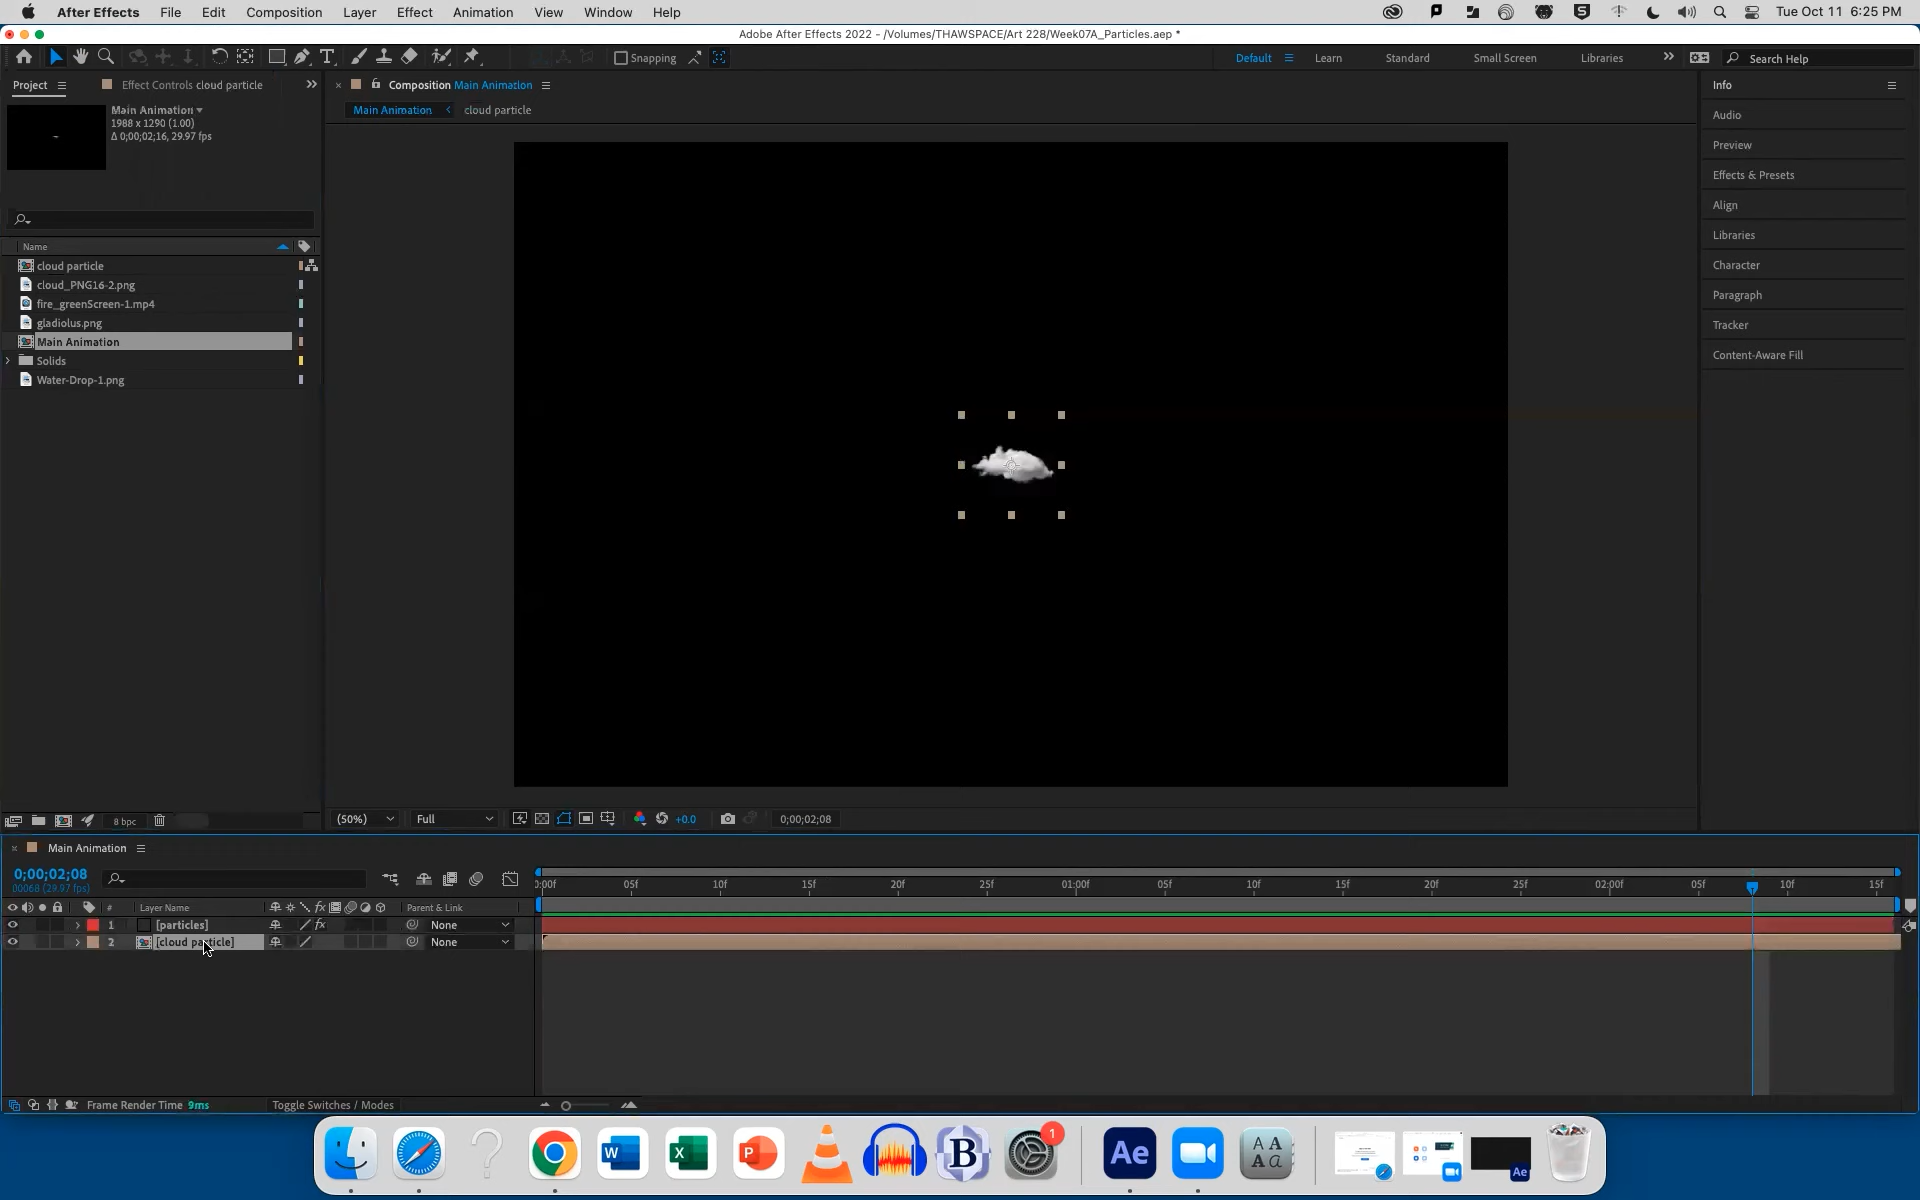 After Effects File Edit Composition Layer Effect Animation View Window Help Tue Oct 11 6:25 PM
Adobe After Effects 2022 - /Volumes/THAWSPACE/Art 228/Week07A_Particles.aep *
Snapping Default Learn Standard Small Screen Libraries Search Help
Project Effect Controls cloud particle
Composition Main Animation
Info
Main Animation
1988 x 1290 (1.00)
Δ 0;00;02;16, 29.97 fps
Main Animation cloud particle
Audio
Preview
Effects & Presets
Align
Libraries
Character
Paragraph
Tracker
Content-Aware Fill
Name
cloud particle
cloud_PNG16-2.png
fire_greenScreen-1.mp4
gladiolus.png
Main Animation
Solids
Water-Drop-1.png
8 bpc
(50%) Full +0.0 0;00;02;08
Main Animation
0;00;02;08
00068 (29.97 fps)
0:00f 05f 10f 15f 20f 25f 01:00f 05f 10f 15f 20f 25f 02:00f 05f 10f 15f
# Layer Name fx Parent & Link
1 [particles] fx None
2 [cloud particle] None
Frame Render Time 9ms Toggle Switches / Modes
W X P B 1 Ae AA Aa Ae